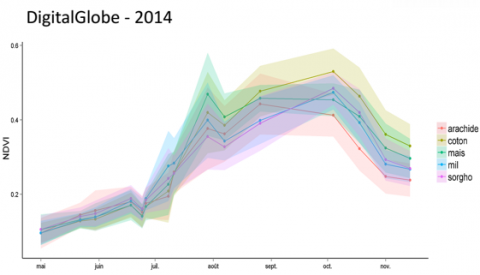 DigitalGlobe - 2014
0.6
0.4
0.2
NDVI
mai juin juil. août sept. oct. nov.
arachide
coton
mais
mil
sorgho